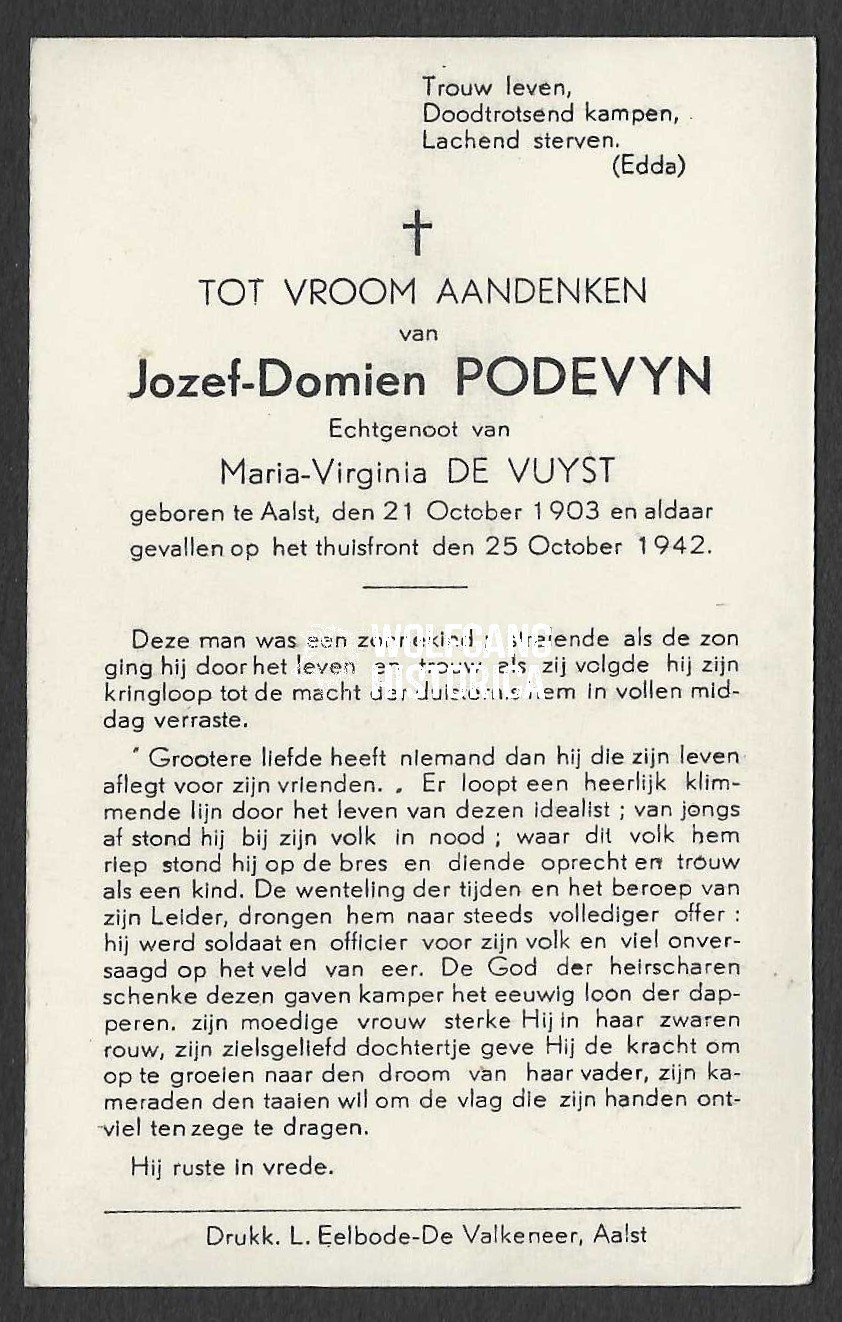 Trouw leven,
Doodtrotsend kampen,
Lachend sterven.
(Edda)
TOT VROOM AANDENKEN
van
Jozef-Domien PODEVYN
Echtgenoot van
Maria-Virginia DE VUYST
geboren te Aalst, den 21 October 1903 en aldaar
gevallen op het thuisfront den 25 October 1942.
Deze man was een zonnekind ; stralende als de zon
ging hij door het leven en trouw als zij volgde hij zijn
kringloop tot de macht der duisternis hem in vollen mid-
dag verraste.
WOLFGANG
HISTORICA
" Grootere liefde heeft niemand dan hij die zijn leven
aflegt voor zijn vrienden. „ Er loopt een heerlijk klim-
mende lijn door het leven van dezen idealist ; van jongs
af stond hij bij zijn volk in nood ; waar dit volk hem
riep stond hij op de bres en diende oprecht en trouw
als een kind. De wenteling der tijden en het beroep van
zijn Leider, drongen hem naar steeds vollediger offer :
hij werd soldaat en officier voor zijn volk en viel onver-
saagd op het veld van eer. De God der heirscharen
schenke dezen gaven kamper het eeuwig loon der dap-
peren. zijn moedige vrouw sterke Hij in haar zwaren
rouw, zijn zielsgeliefd dochtertje geve Hij de kracht om
op te groeien naar den droom van haar vader, zijn ka-
meraden den taaien wil om de vlag die zijn handen ont-
viel ten zege te dragen.
Hij ruste in vrede.
Drukk. L. Eelbode-De Valkeneer, Aalst